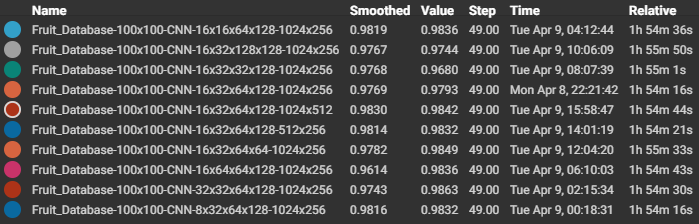 Name Smoothed Value Step Time Relative
Fruit_Database-100x100-CNN-16x16x64x128-1024x256 0.9819 0.9836 49.00 Tue Apr 9, 04:12:44 1h 54m 36s
Fruit_Database-100x100-CNN-16x32x128x128-1024x256 0.9767 0.9744 49.00 Tue Apr 9, 10:06:09 1h 55m 50s
Fruit_Database-100x100-CNN-16x32x32x128-1024x256 0.9768 0.9680 49.00 Tue Apr 9, 08:07:39 1h 55m 1s
Fruit_Database-100x100-CNN-16x32x64x128-1024x256 0.9769 0.9793 49.00 Mon Apr 8, 22:21:42 1h 54m 16s
Fruit_Database-100x100-CNN-16x32x64x128-1024x512 0.9830 0.9842 49.00 Tue Apr 9, 15:58:47 1h 54m 44s
Fruit_Database-100x100-CNN-16x32x64x128-512x256 0.9814 0.9832 49.00 Tue Apr 9, 14:01:19 1h 54m 21s
Fruit_Database-100x100-CNN-16x32x64x64-1024x256 0.9782 0.9849 49.00 Tue Apr 9, 12:04:20 1h 55m 33s
Fruit_Database-100x100-CNN-16x64x64x128-1024x256 0.9614 0.9836 49.00 Tue Apr 9, 06:10:03 1h 54m 43s
Fruit_Database-100x100-CNN-32x32x64x128-1024x256 0.9743 0.9863 49.00 Tue Apr 9, 02:15:34 1h 54m 30s
Fruit_Database-100x100-CNN-8x32x64x128-1024x256 0.9816 0.9832 49.00 Tue Apr 9, 00:18:31 1h 54m 16s